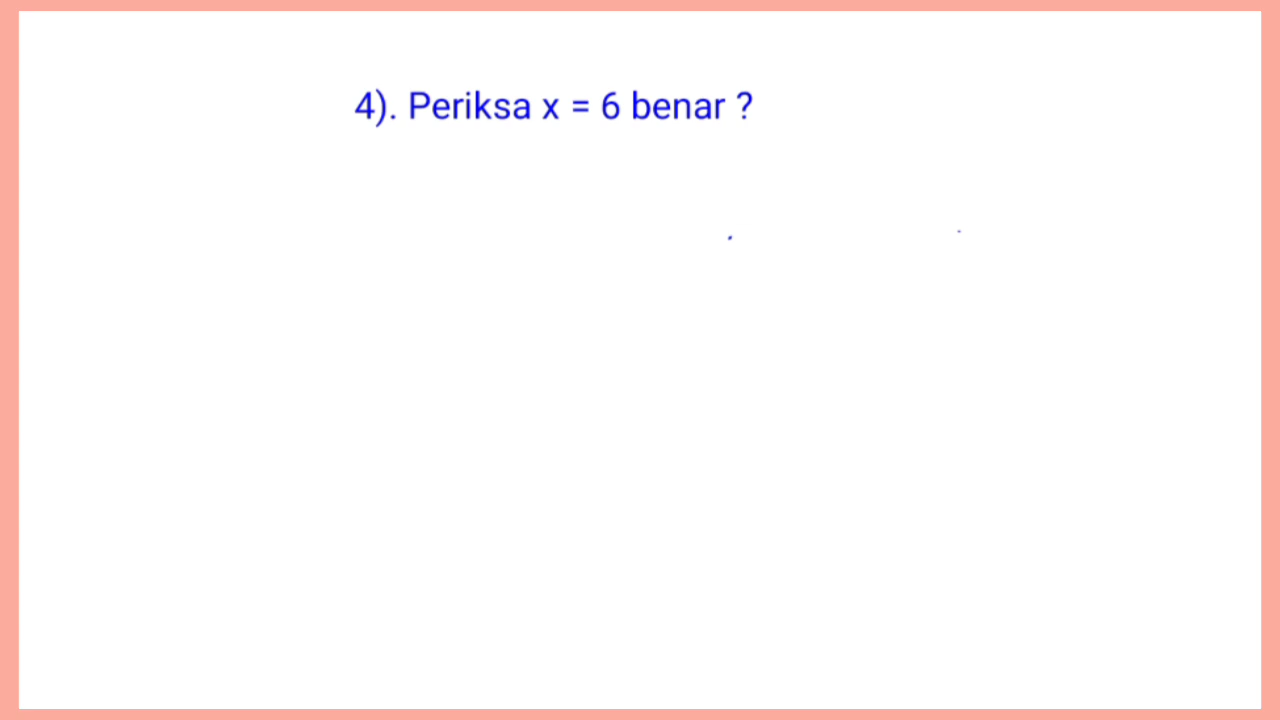 4). Periksa x = 6 benar ?